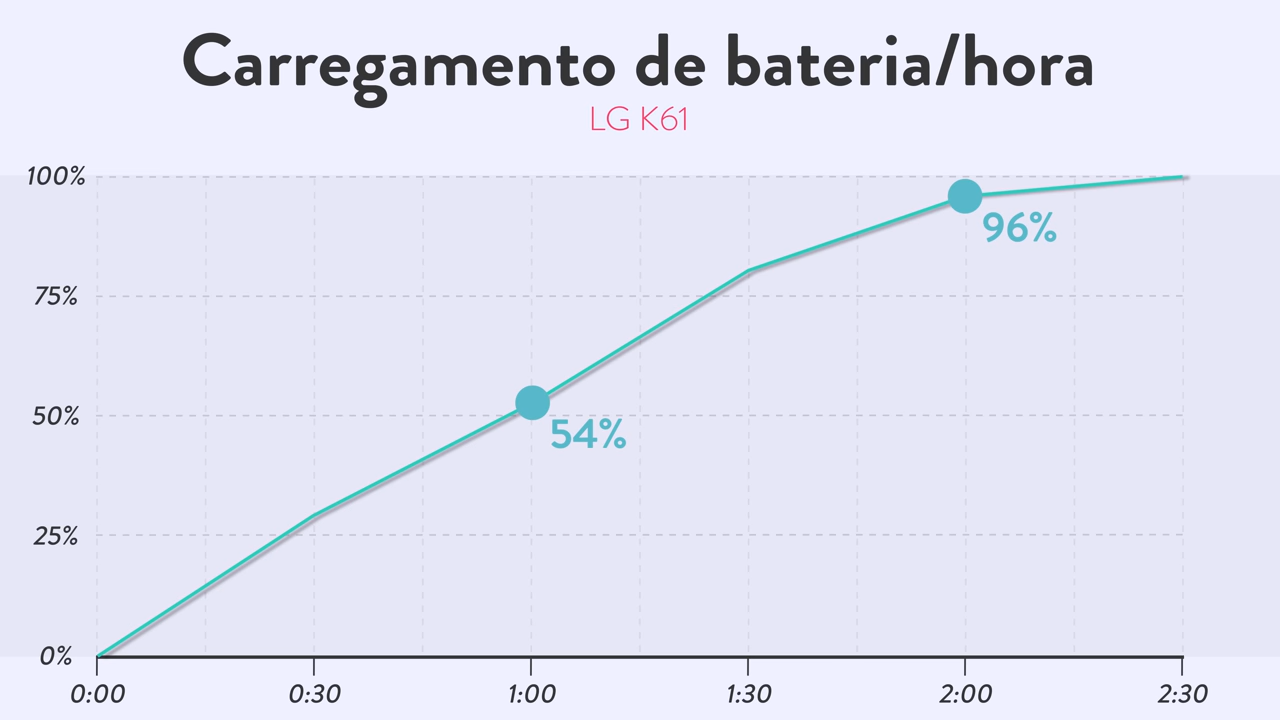 Carregamento de bateria/hora
LG K61
100%
96%
75%
54%
50%
25%
0%
0:00 0:30 1:00 1:30 2:00 2:30